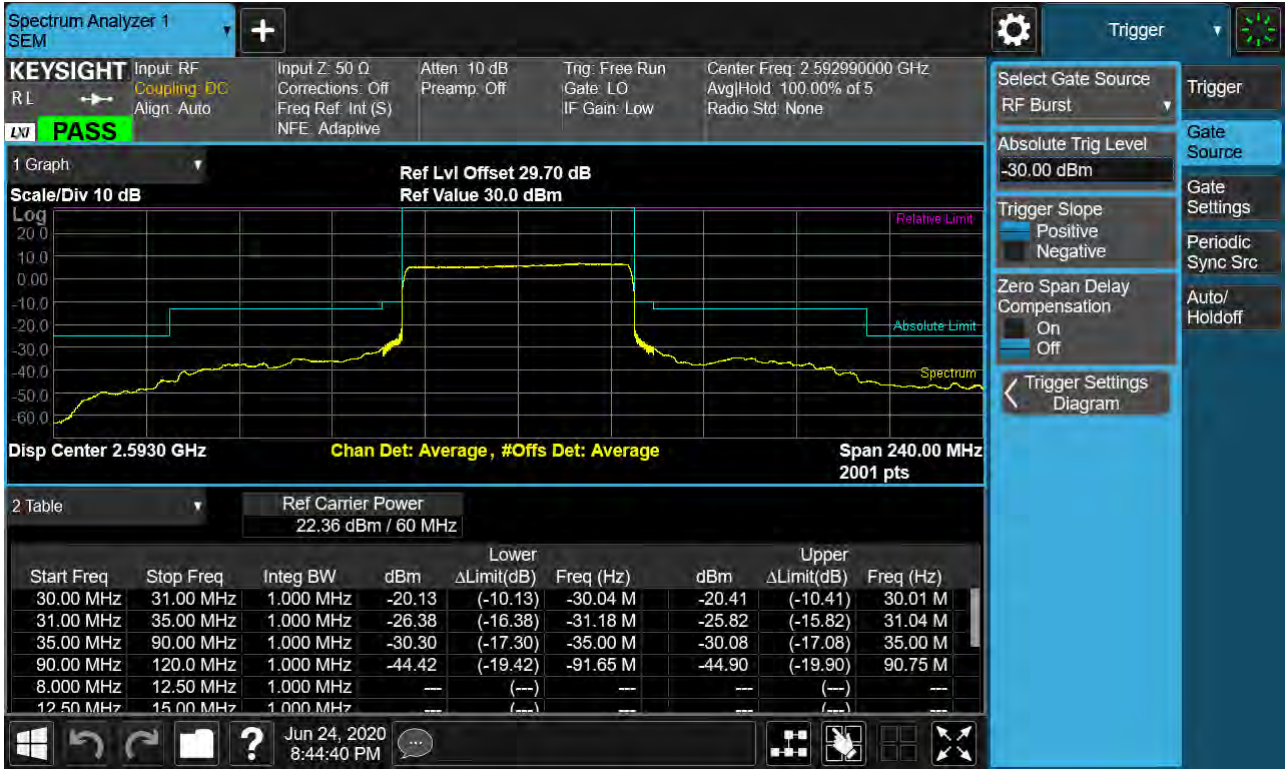 Spectrum Analyzer 1
SEM
Trigger
KEYSIGHT
R L
LXI
PASS
Input: RF
Coupling: DC
Align: Auto
Input Z: 50 Ω
Corrections: Off
Freq Ref: Int (S)
NFE: Adaptive
Atten: 10 dB
Preamp: Off
Trig: Free Run
Gate: LO
IF Gain: Low
Center Freq: 2.592990000 GHz
Avg|Hold: 100.00% of 5
Radio Std: None
1 Graph
Scale/Div 10 dB
Ref Lvl Offset 29.70 dB
Ref Value 30.0 dBm
Log
20.0
10.0
0.00
-10.0
-20.0
-30.0
-40.0
-50.0
-60.0
Relative Limit
Absolute Limit
Spectrum
Disp Center 2.5930 GHz
Chan Det: Average, #Offs Det: Average
Span 240.00 MHz
2001 pts
2 Table
Ref Carrier Power
22.36 dBm / 60 MHz
Lower Upper
Start Freq Stop Freq Integ BW dBm ΔLimit(dB) Freq (Hz) dBm ΔLimit(dB) Freq (Hz)
30.00 MHz 31.00 MHz 1.000 MHz -20.13 (-10.13) -30.04 M -20.41 (-10.41) 30.01 M
31.00 MHz 35.00 MHz 1.000 MHz -26.38 (-16.38) -31.18 M -25.82 (-15.82) 31.04 M
35.00 MHz 90.00 MHz 1.000 MHz -30.30 (-17.30) -35.00 M -30.08 (-17.08) 35.00 M
90.00 MHz 120.0 MHz 1.000 MHz -44.42 (-19.42) -91.65 M -44.90 (-19.90) 90.75 M
8.000 MHz 12.50 MHz 1.000 MHz --- (---) --- --- (---) ---
12.50 MHz 15.00 MHz 1.000 MHz --- (---) --- --- (---) ---
Jun 24, 2020
8:44:40 PM
Select Gate Source
RF Burst
Absolute Trig Level
-30.00 dBm
Trigger Slope
Positive
Negative
Zero Span Delay
Compensation
On
Off
Trigger Settings
Diagram
Trigger
Gate
Source
Gate
Settings
Periodic
Sync Src
Auto/
Holdoff